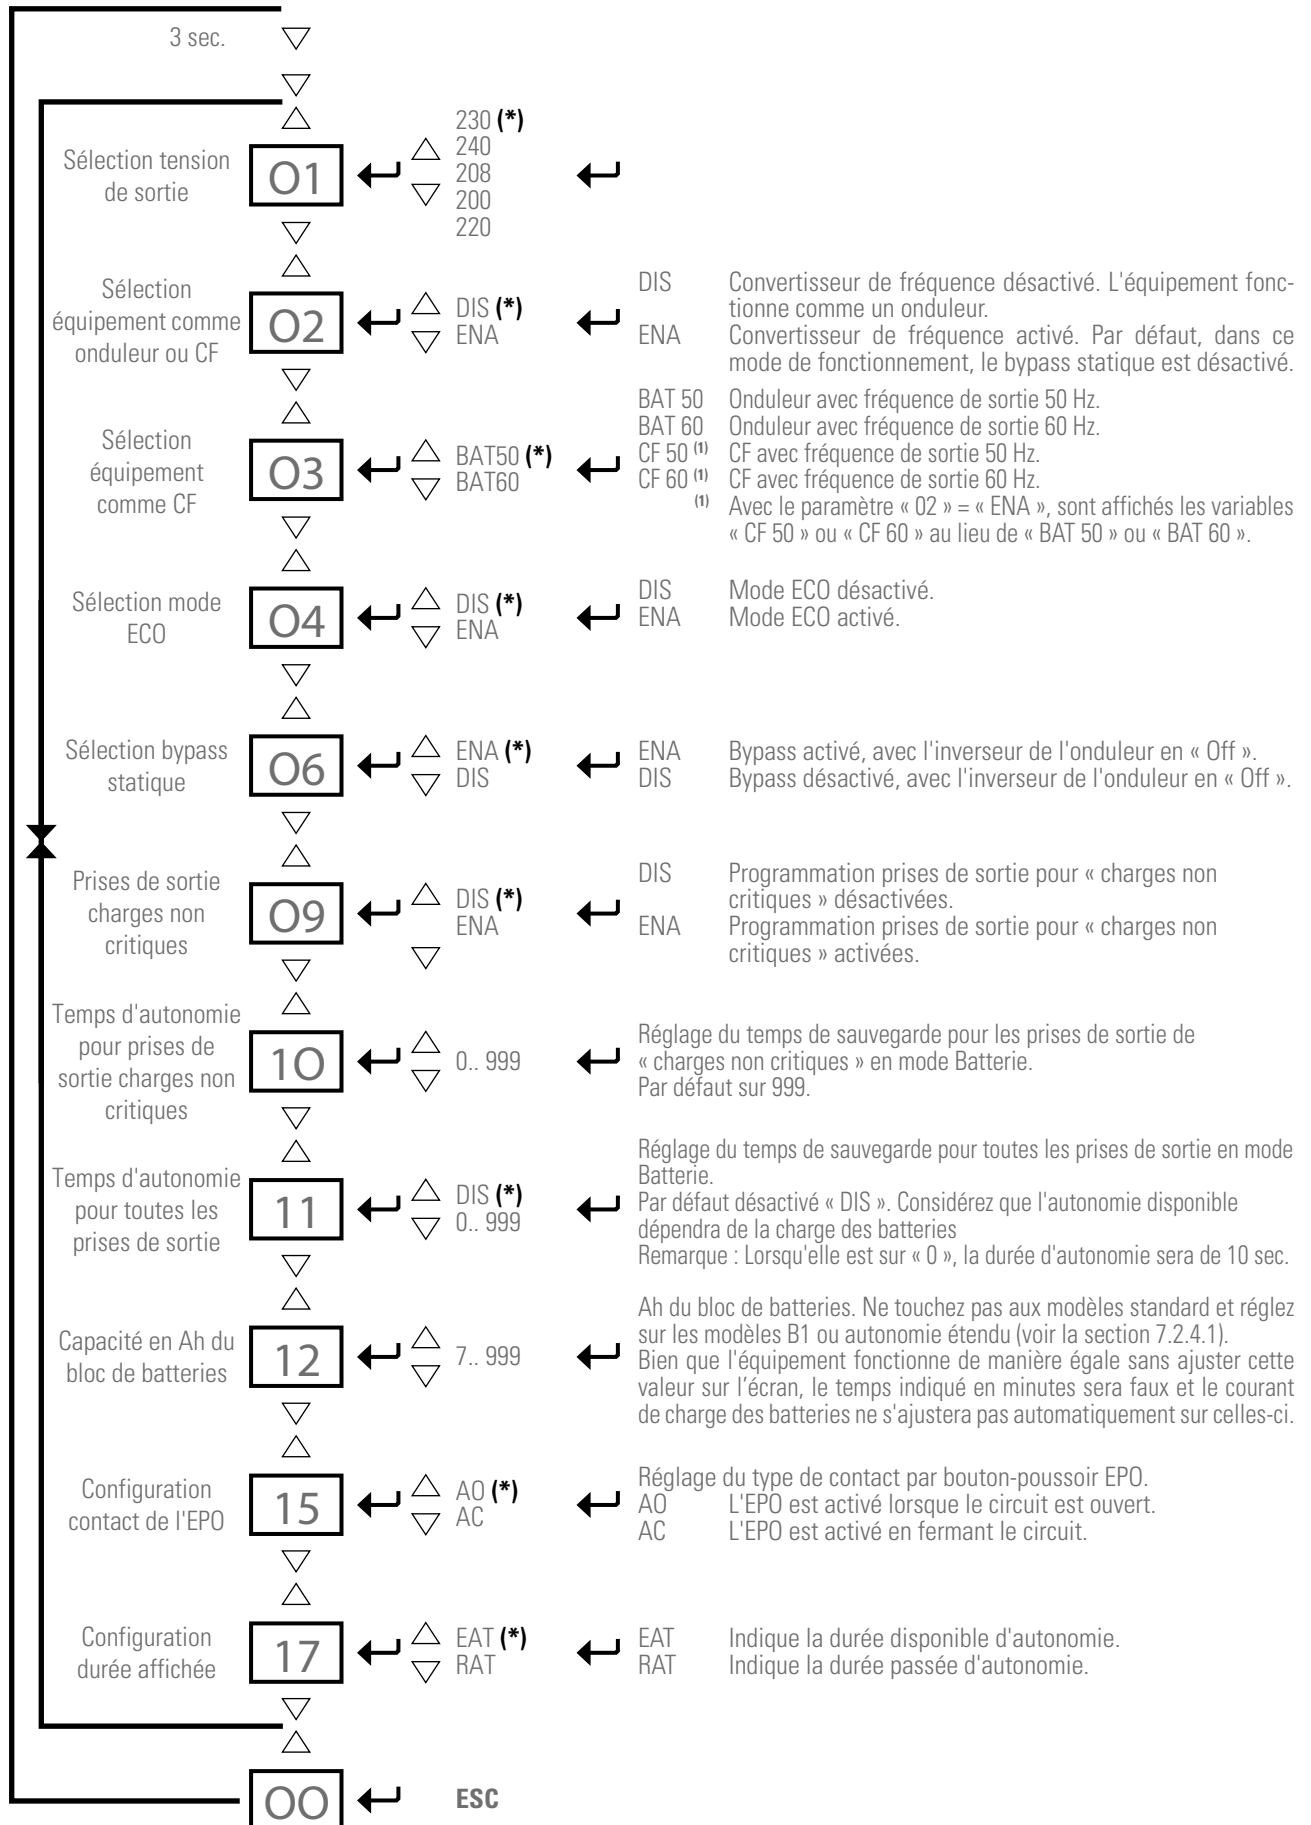 3 sec.
Sélection tension
de sortie
01
230 (*)
240
208
200
220
Sélection
équipement comme
onduleur ou CF
02
DIS (*)
ENA
DIS Convertisseur de fréquence désactivé. L'équipement fonc-
tionne comme un onduleur.
ENA Convertisseur de fréquence activé. Par défaut, dans ce
mode de fonctionnement, le bypass statique est désactivé.
Sélection
équipement
comme CF
03
BAT50 (*)
BAT60
BAT 50 Onduleur avec fréquence de sortie 50 Hz.
BAT 60 Onduleur avec fréquence de sortie 60 Hz.
CF 50 (1) CF avec fréquence de sortie 50 Hz.
CF 60 (1) CF avec fréquence de sortie 60 Hz.
(1) Avec le paramètre « 02 » = « ENA », sont affichés les variables
« CF 50 » ou « CF 60 » au lieu de « BAT 50 » ou « BAT 60 ».
Sélection mode
ECO
04
DIS (*)
ENA
DIS Mode ECO désactivé.
ENA Mode ECO activé.
Sélection bypass
statique
06
ENA (*)
DIS
ENA Bypass activé, avec l'inverseur de l'onduleur en « Off ».
DIS Bypass désactivé, avec l'inverseur de l'onduleur en « Off ».
Prises de sortie
charges non
critiques
09
DIS (*)
ENA
DIS Programmation prises de sortie pour « charges non
critiques » désactivées.
ENA Programmation prises de sortie pour « charges non
critiques » activées.
Temps d'autonomie
pour prises de
sortie charges non
critiques
10
0.. 999
Réglage du temps de sauvegarde pour les prises de sortie de
« charges non critiques » en mode Batterie.
Par défaut sur 999.
Temps d'autonomie
pour toutes les
prises de sortie
11
DIS (*)
0.. 999
Réglage du temps de sauvegarde pour toutes les prises de sortie en mode
Batterie.
Par défaut désactivé « DIS ». Considérez que l'autonomie disponible
dépendra de la charge des batteries
Remarque : Lorsqu'elle est sur « 0 », la durée d'autonomie sera de 10 sec.
Capacité en Ah du
bloc de batteries
12
7.. 999
Ah du bloc de batteries. Ne touchez pas aux modèles standard et réglez
sur les modèles B1 ou autonomie étendu (voir la section 7.2.4.1).
Bien que l'équipement fonctionne de manière égale sans ajuster cette
valeur sur l'écran, le temps indiqué en minutes sera faux et le courant
de charge des batteries ne s'ajustera pas automatiquement sur celles-ci.
Configuration
contact de l'EPO
15
AO (*)
AC
Réglage du type de contact par bouton-poussoir EPO.
AO L'EPO est activé lorsque le circuit est ouvert.
AC L'EPO est activé en fermant le circuit.
Configuration
durée affichée
17
EAT (*)
RAT
EAT Indique la durée disponible d'autonomie.
RAT Indique la durée passée d'autonomie.
00
ESC